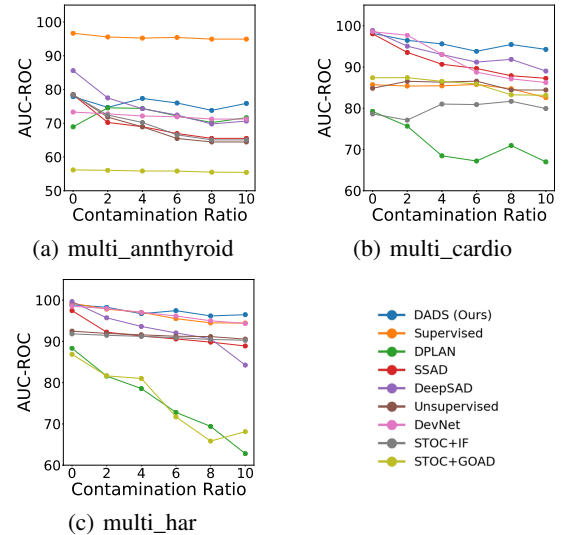 100
90
80
70
60
50
AUC-ROC
0 2 4 6 8 10
Contamination Ratio
(a) multi_annthyroid
100
90
80
70
60
AUC-ROC
0 2 4 6 8 10
Contamination Ratio
(b) multi_cardio
100
90
80
70
60
AUC-ROC
0 2 4 6 8 10
Contamination Ratio
(c) multi_har
DADS (Ours)
Supervised
DPLAN
SSAD
DeepSAD
Unsupervised
DevNet
STOC+IF
STOC+GOAD